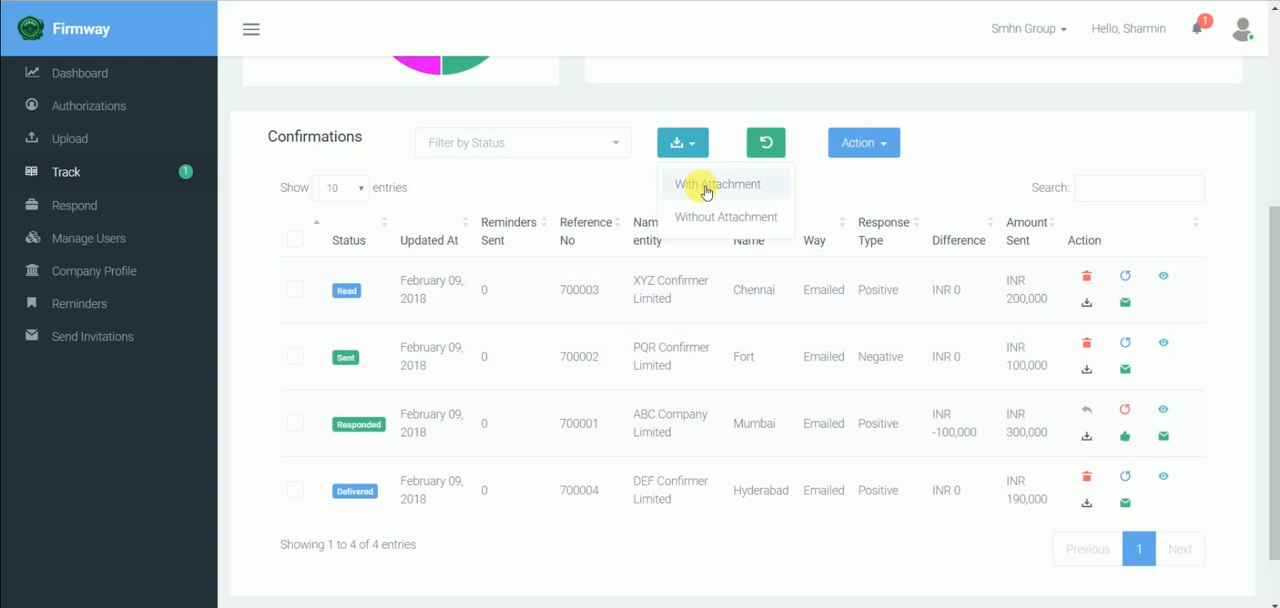 Firmway
Smhn Group
Hello, Sharmin
1
Dashboard
Authorizations
Upload
Track
1
Respond
Manage Users
Company Profile
Reminders
Send Invitations
Confirmations
Filter by Status
Action
With Attachment
Without Attachment
Show 10 entries
Search:
Status
Updated At
Reminders Sent
Reference No
entity
Way
Response Type
Difference
Amount Sent
Action
Read
February 09, 2018
0
700003
XYZ Confirmer Limited
Chennai
Emailed
Positive
INR 0
INR 200,000
Sent
February 09, 2018
0
700002
PQR Confirmer Limited
Fort
Emailed
Negative
INR 0
INR 100,000
Responded
February 09, 2018
0
700001
ABC Company Limited
Mumbai
Emailed
Positive
INR -100,000
INR 300,000
Delivered
February 09, 2018
0
700004
DEF Confirmer Limited
Hyderabad
Emailed
Positive
INR 0
INR 190,000
Showing 1 to 4 of 4 entries
Previous
1
Next